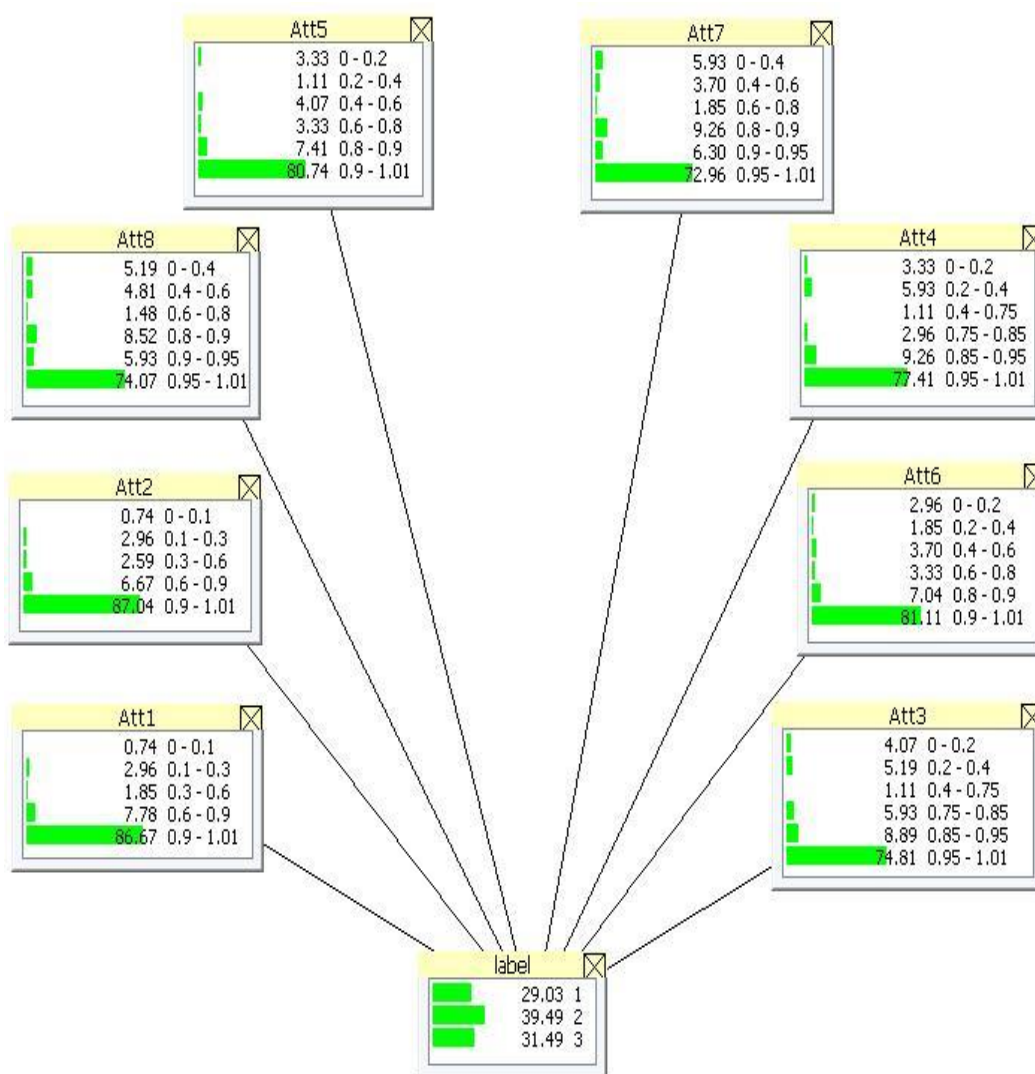 Att5
3.33 0 - 0.2
1.11 0.2 - 0.4
4.07 0.4 - 0.6
3.33 0.6 - 0.8
7.41 0.8 - 0.9
80.74 0.9 - 1.01
Att7
5.93 0 - 0.4
3.70 0.4 - 0.6
1.85 0.6 - 0.8
9.26 0.8 - 0.9
6.30 0.9 - 0.95
72.96 0.95 - 1.01
Att8
5.19 0 - 0.4
4.81 0.4 - 0.6
1.48 0.6 - 0.8
8.52 0.8 - 0.9
5.93 0.9 - 0.95
74.07 0.95 - 1.01
Att4
3.33 0 - 0.2
5.93 0.2 - 0.4
1.11 0.4 - 0.75
2.96 0.75 - 0.85
9.26 0.85 - 0.95
77.41 0.95 - 1.01
Att2
0.74 0 - 0.1
2.96 0.1 - 0.3
2.59 0.3 - 0.6
6.67 0.6 - 0.9
87.04 0.9 - 1.01
Att6
2.96 0 - 0.2
1.85 0.2 - 0.4
3.70 0.4 - 0.6
3.33 0.6 - 0.8
7.04 0.8 - 0.9
81.11 0.9 - 1.01
Att1
0.74 0 - 0.1
2.96 0.1 - 0.3
1.85 0.3 - 0.6
7.78 0.6 - 0.9
86.67 0.9 - 1.01
Att3
4.07 0 - 0.2
5.19 0.2 - 0.4
1.11 0.4 - 0.75
5.93 0.75 - 0.85
8.89 0.85 - 0.95
74.81 0.95 - 1.01
label
29.03 1
39.49 2
31.49 3